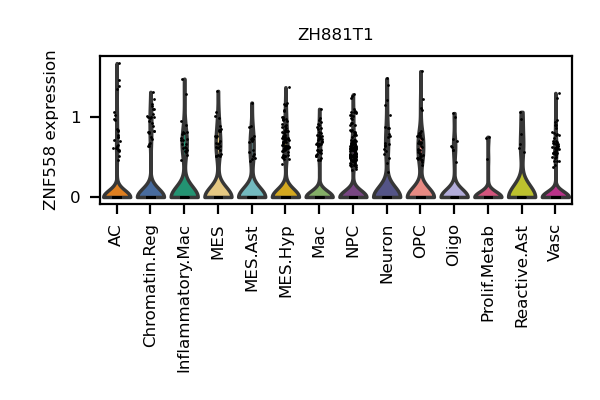 ZH881T1
ZNF558 expression
1
0
AC
Chromatin.Reg
Inflammatory.Mac
MES
MES.Ast
MES.Hyp
Mac
NPC
Neuron
OPC
Oligo
Prolif.Metab
Reactive.Ast
Vasc